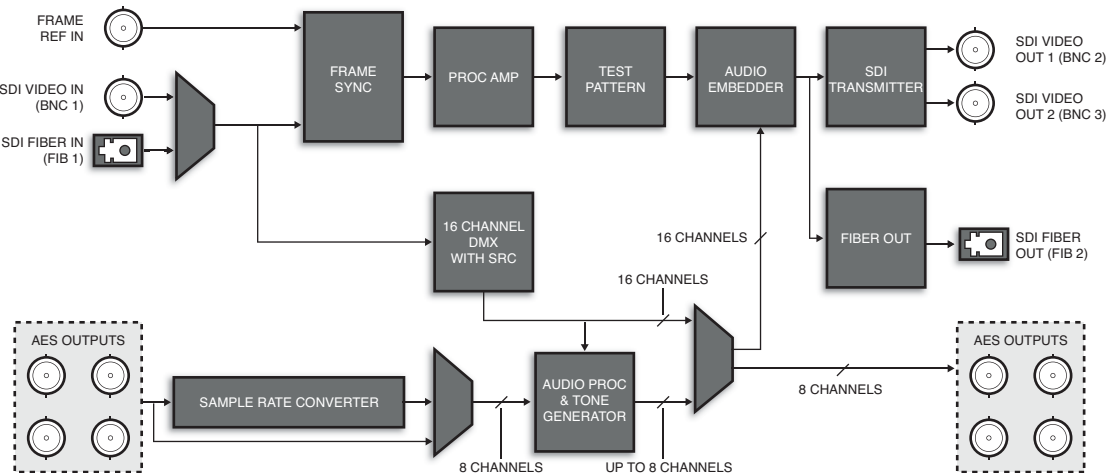 FRAME
REF IN
SDI VIDEO IN
(BNC 1)
SDI FIBER IN
(FIB 1)
FRAME
SYNC
PROC AMP
TEST
PATTERN
AUDIO
EMBEDDER
SDI
TRANSMITTER
SDI VIDEO
OUT 1 (BNC 2)
SDI VIDEO
OUT 2 (BNC 3)
16 CHANNEL
DMX
WITH SRC
16 CHANNELS
FIBER OUT
SDI FIBER
OUT (FIB 2)
16 CHANNELS
AES OUTPUTS
SAMPLE RATE CONVERTER
8 CHANNELS
AUDIO PROC
& TONE
GENERATOR
UP TO 8 CHANNELS
8 CHANNELS
AES OUTPUTS